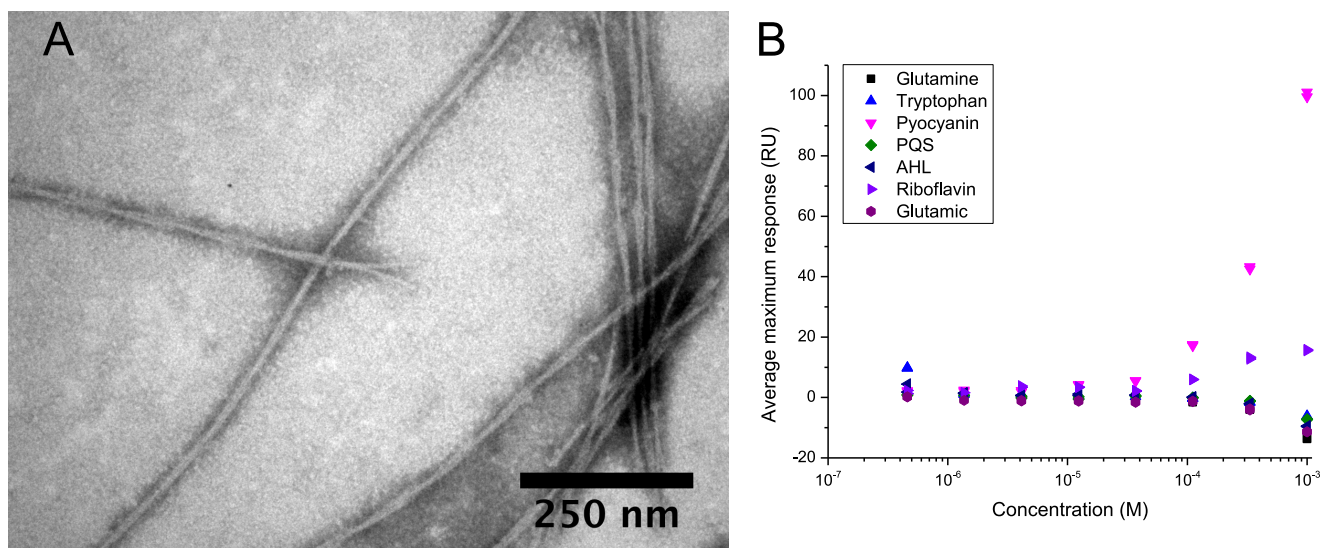 A
250 nm
B
Glutamine
Tryptophan
Pyocyanin
PQS
AHL
Riboflavin
Glutamic
Average maximum response (RU)
100
80
60
40
20
0
-20
10⁻⁷
10⁻⁶
10⁻⁵
10⁻⁴
10⁻³
Concentration (M)